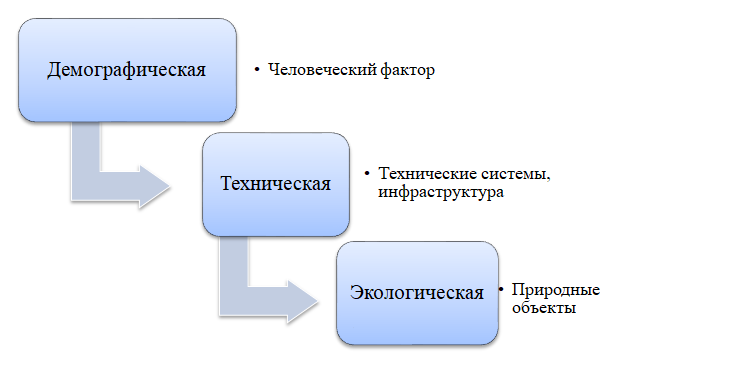 Демографическая
• Человеческий фактор
Техническая
• Технические системы,
инфраструктура
Экологическая
• Природные
объекты